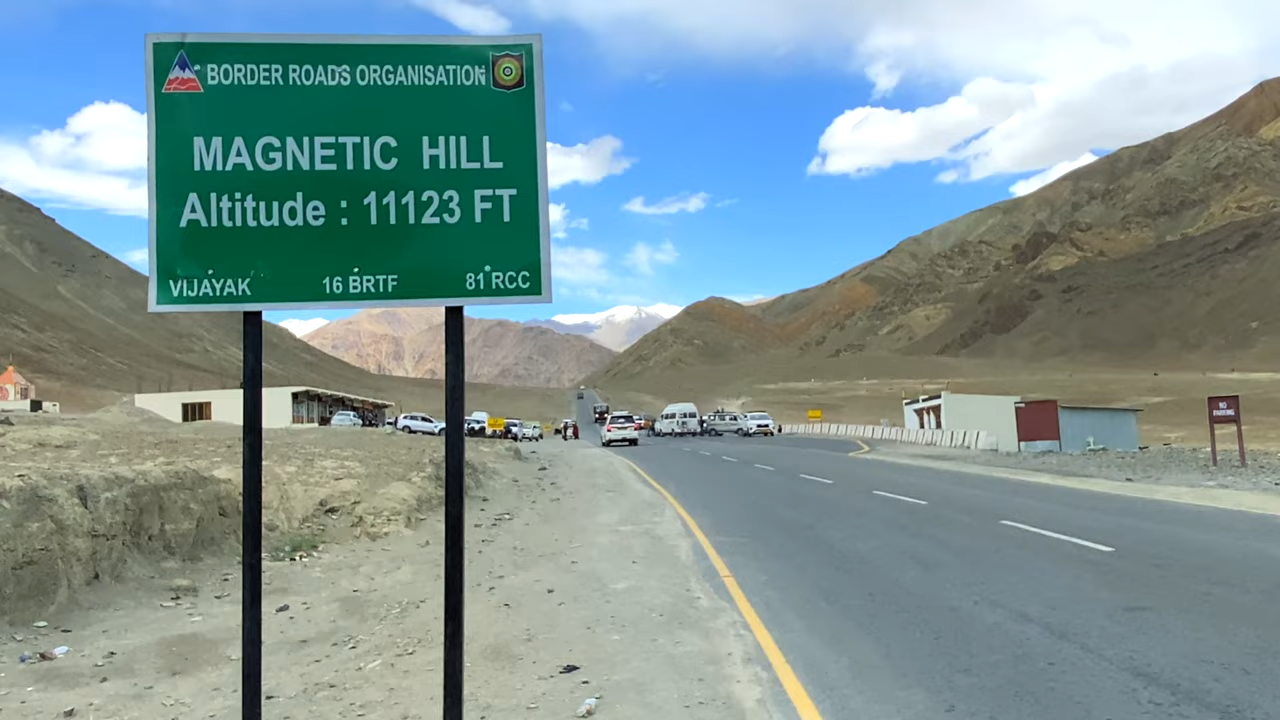 BORDER ROADS ORGANISATION
MAGNETIC HILL
Altitude : 11123 FT
VIJAYAK 16 BRTF 81 RCC
NO
PARKING